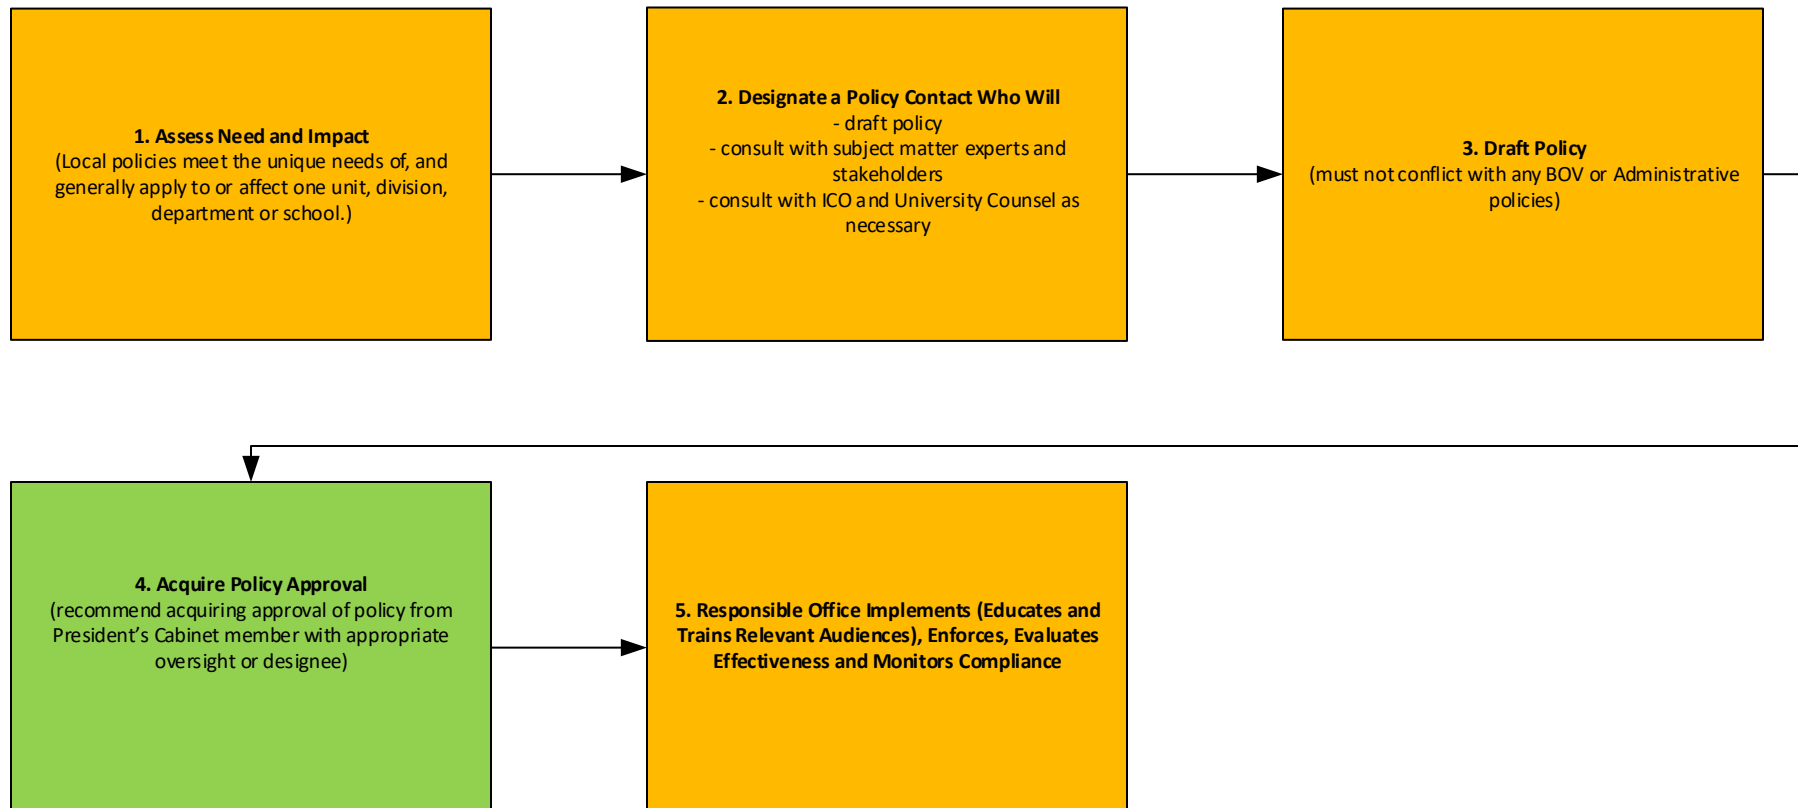 1. Assess Need and Impact
(Local policies meet the unique needs of, and
generally apply to or affect one unit, division,
department or school.)
2. Designate a Policy Contact Who Will
- draft policy
- consult with subject matter experts and
stakeholders
- consult with ICO and University Counsel as
necessary
3. Draft Policy
(must not conflict with any BOV or Administrative
policies)
4. Acquire Policy Approval
(recommend acquiring approval of policy from
President’s Cabinet member with appropriate
oversight or designee)
5. Responsible Office Implements (Educates and
Trains Relevant Audiences), Enforces, Evaluates
Effectiveness and Monitors Compliance